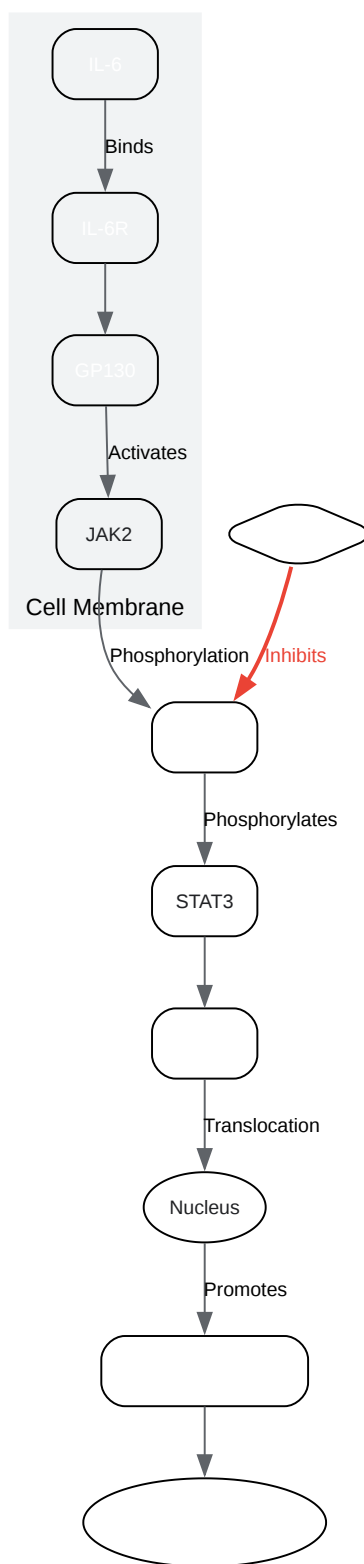 IL-6
Binds
IL-6R
GP130
Activates
JAK2
Cell Membrane
Phosphorylation
Inhibits
Phosphorylates
STAT3
Translocation
Nucleus
Promotes